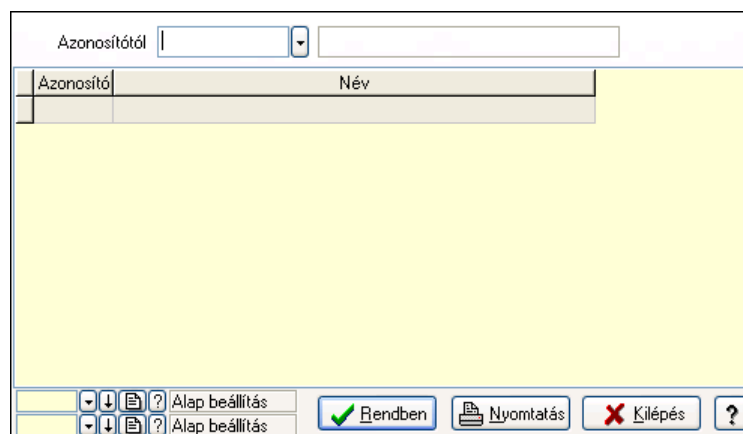 Azonosítótól
Azonosító Név
? Alap beállítás
? Alap beállítás
Rendben Nyomtatás Kilépés ?